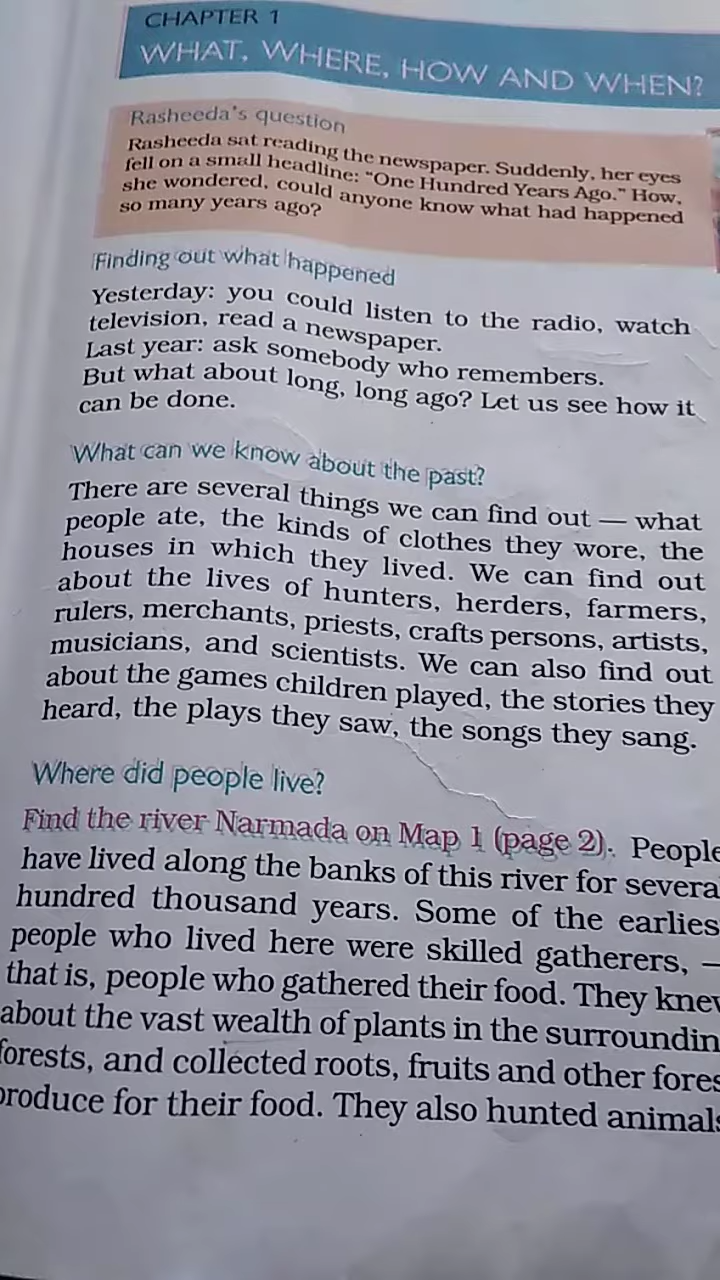 CHAPTER 1
WHAT, WHERE, HOW AND WHEN?
Rasheeda's question
Rasheeda sat reading the newspaper. Suddenly, her eyes
fell on a small headline: “One Hundred Years Ago.” How,
she wondered, could anyone know what had happened
so many years ago?
Finding out what happened
Yesterday: you could listen to the radio, watch
television, read a newspaper.
Last year: ask somebody who remembers.
But what about long, long ago? Let us see how it
can be done.
What can we know about the past?
There are several things we can find out — what
people ate, the kinds of clothes they wore, the
houses in which they lived. We can find out
about the lives of hunters, herders, farmers,
rulers, merchants, priests, crafts persons, artists,
musicians, and scientists. We can also find out
about the games children played, the stories they
heard, the plays they saw, the songs they sang.
Where did people live?
Find the river Narmada on Map 1 (page 2). People
have lived along the banks of this river for severa
hundred thousand years. Some of the earlies
people who lived here were skilled gatherers, —
that is, people who gathered their food. They knew
about the vast wealth of plants in the surroundin
forests, and collected roots, fruits and other fores
produce for their food. They also hunted animals